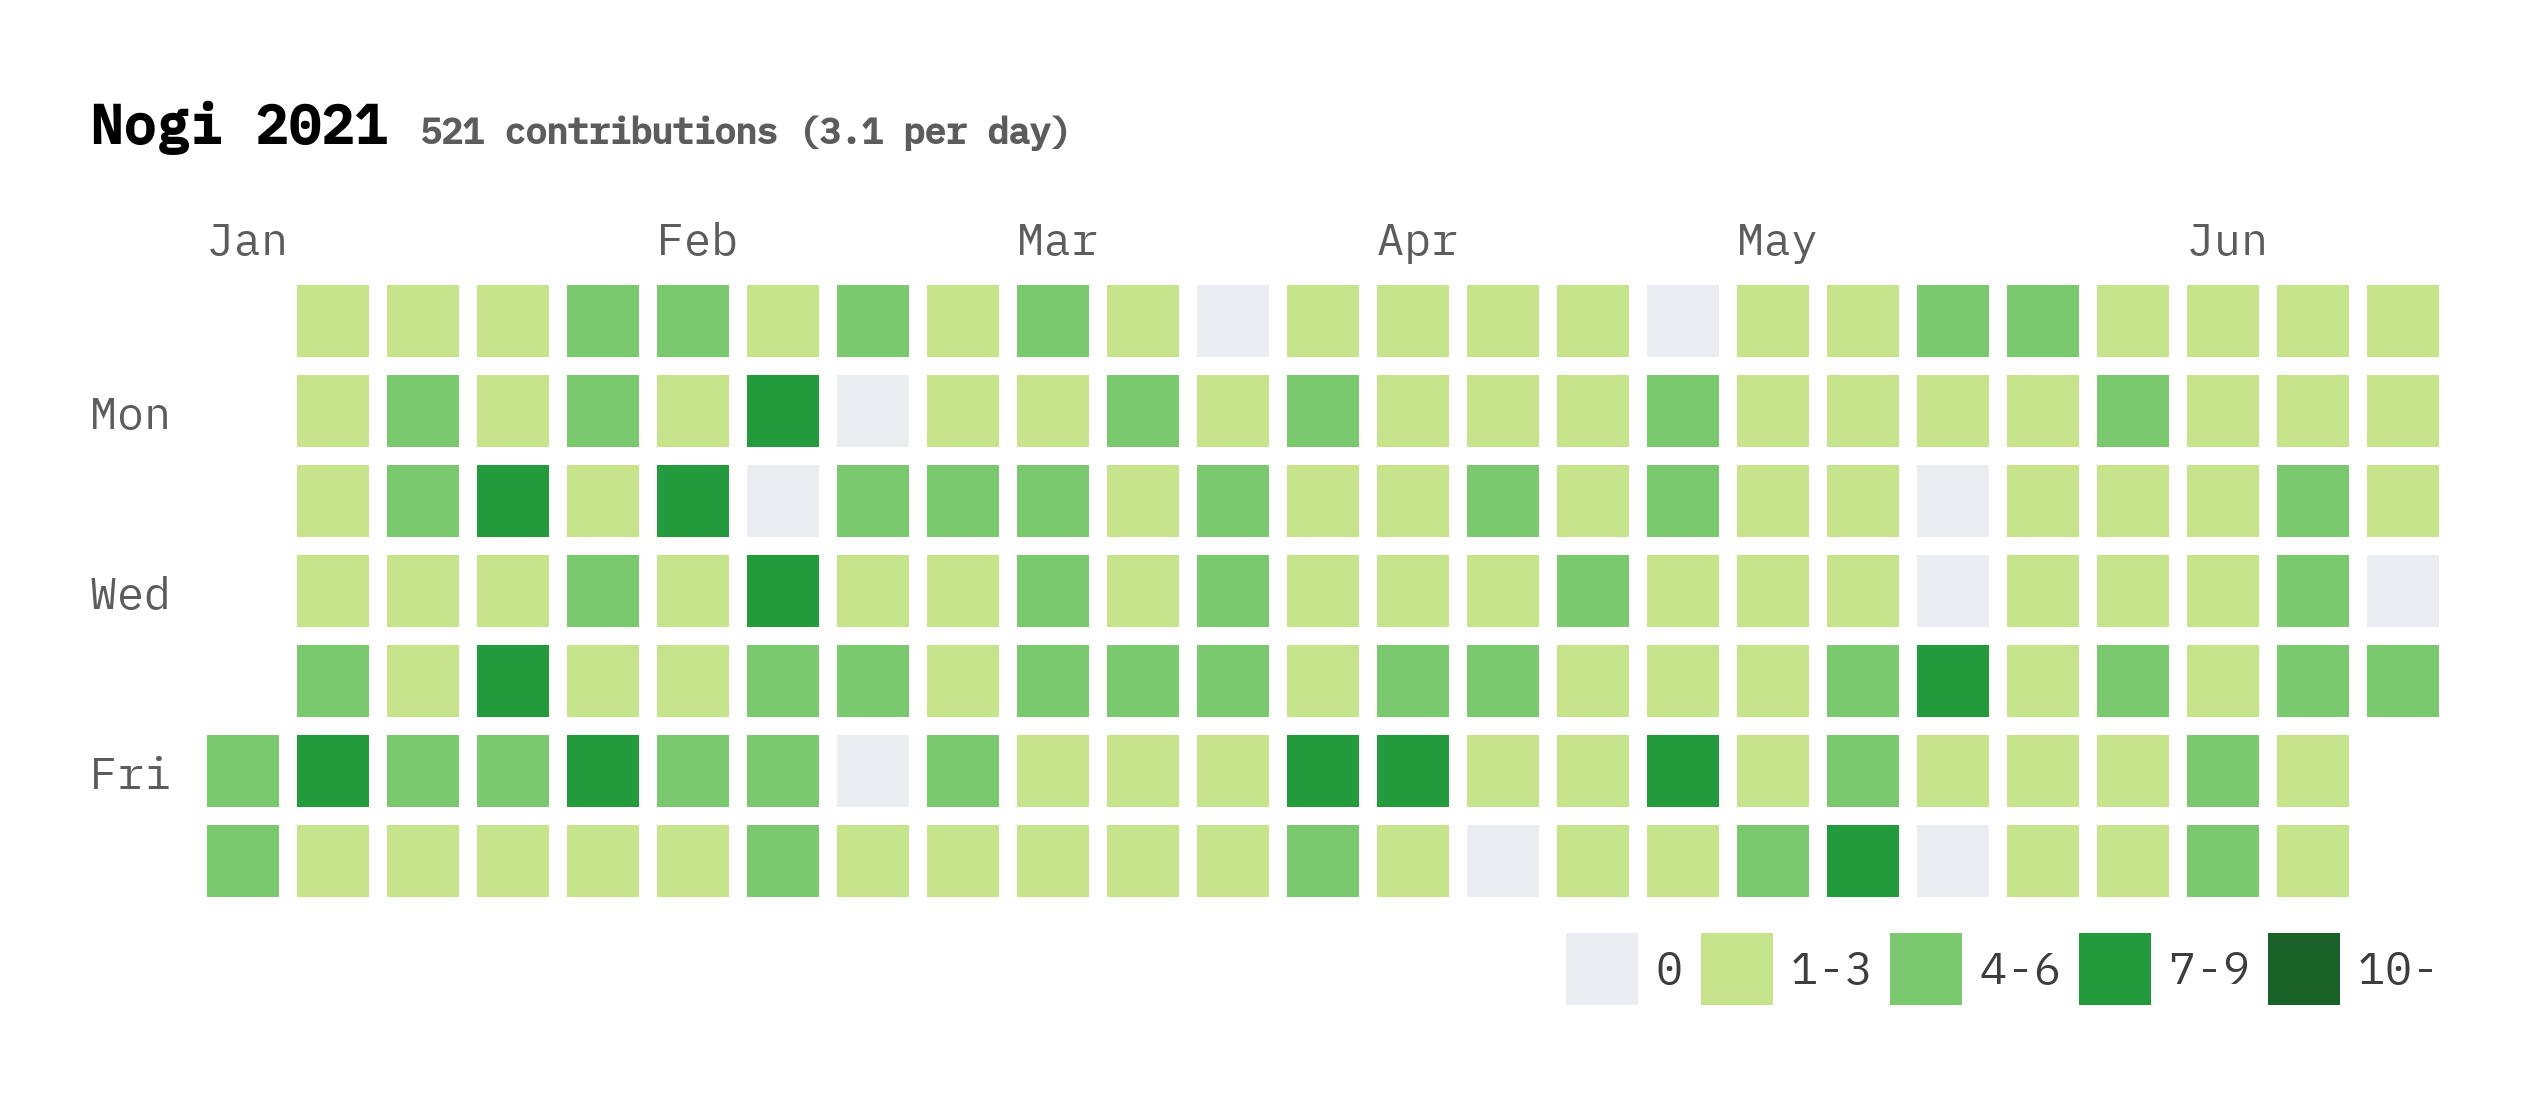 Nogi 2021 521 contributions (3.1 per day)
Jan Feb Mar Apr May Jun
Mon
Wed
Fri
0 1-3 4-6 7-9 10-